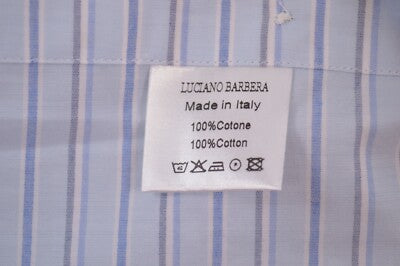 LUCIANO BARBERA
Made in Italy
100%Cotone
100%Cotton